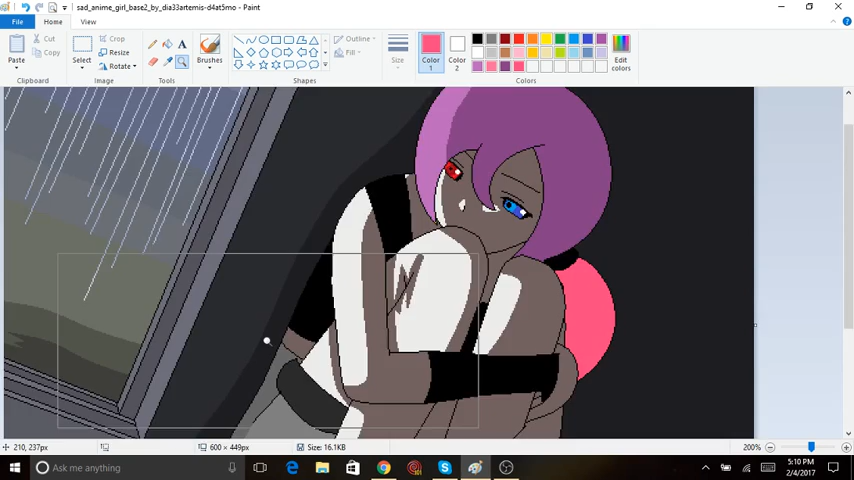 sad_anime_girl_base2_by_dia33artemis-d4at5mo - Paint
File Home View
Paste
Cut
Copy
Clipboard
Select
Crop
Resize
Rotate
Image
A
Tools
Brushes
Outline
Fill
Shapes
Size
Color
1
Color
2
Edit
colors
Colors
210, 237px
600 × 449px
Size: 16.1KB
200%
Ask me anything
5:10 PM
2/4/2017